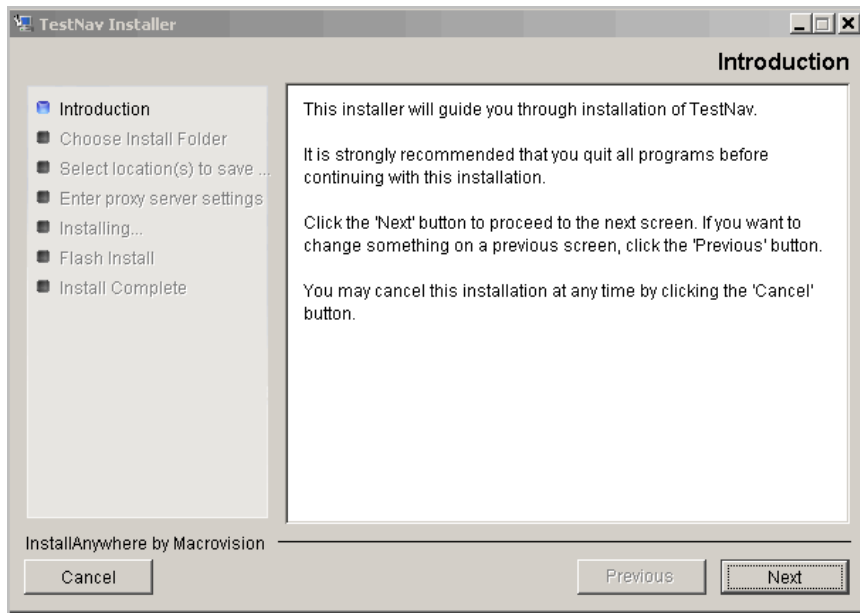 TestNav Installer
Introduction
Introduction
Choose Install Folder
Select location(s) to save ...
Enter proxy server settings
Installing...
Flash Install
Install Complete
This installer will guide you through installation of TestNav.
It is strongly recommended that you quit all programs before
continuing with this installation.
Click the 'Next' button to proceed to the next screen. If you want to
change something on a previous screen, click the 'Previous' button.
You may cancel this installation at any time by clicking the 'Cancel'
button.
InstallAnywhere by Macrovision
Cancel
Previous
Next